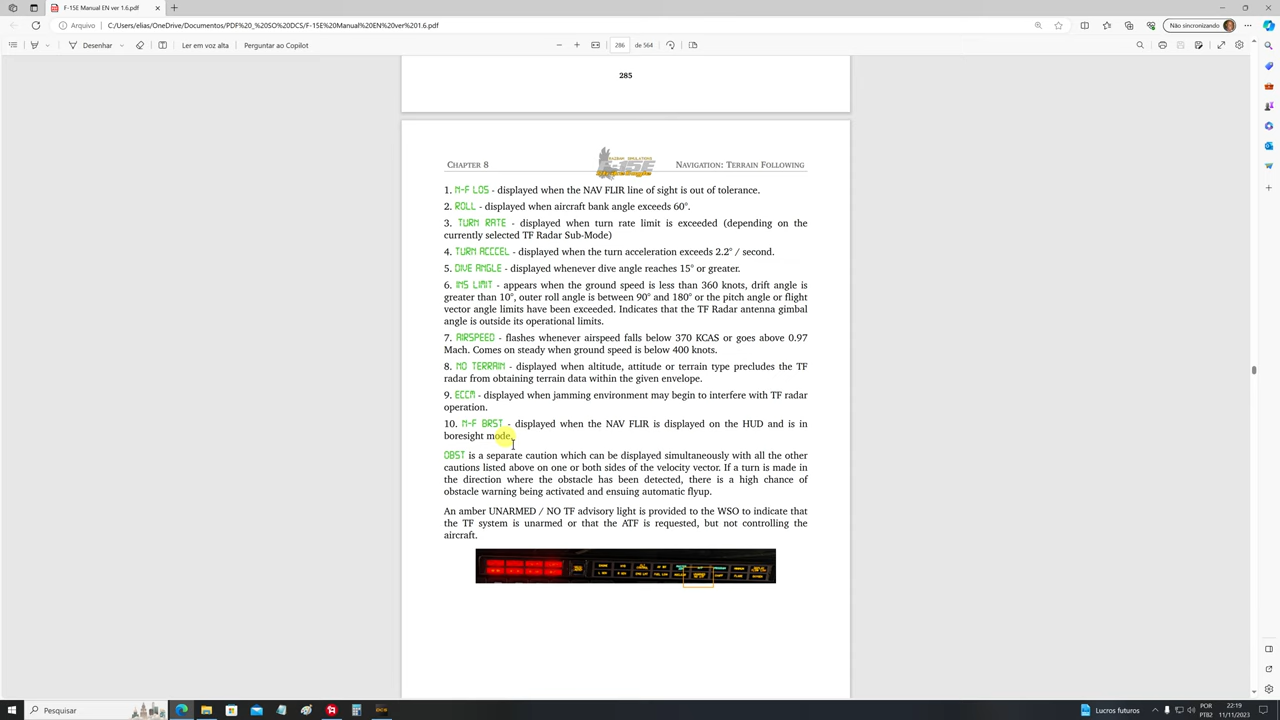 F-15E Manual EN ver 1.6.pdf
Arquivo
C:/Users/elias/OneDrive/Documentos/PDF%20_%20SO%20DCS/F-15E%20Manual%20EN%20ver%201.6.pdf
Não sincronizando
Desenhar
Ler em voz alta
Perguntar ao Copilot
286 de 564
285
CHAPTER 8
NAVIGATION: TERRAIN FOLLOWING
1. N-F LOS - displayed when the NAV FLIR line of sight is out of tolerance.
2. ROLL - displayed when aircraft bank angle exceeds 60°.
3. TURN RATE - displayed when turn rate limit is exceeded (depending on the
currently selected TF Radar Sub-Mode)
4. TURN ACCCEL - displayed when the turn acceleration exceeds 2.2° / second.
5. DIVE ANGLE - displayed whenever dive angle reaches 15° or greater.
6. INS LIMIT - appears when the ground speed is less than 360 knots, drift angle is
greater than 10°, outer roll angle is between 90° and 180° or the pitch angle or flight
vector angle limits have been exceeded. Indicates that the TF Radar antenna gimbal
angle is outside its operational limits.
7. AIRSPEED - flashes whenever airspeed falls below 370 KCAS or goes above 0.97
Mach. Comes on steady when ground speed is below 400 knots.
8. NO TERRAIN - displayed when altitude, attitude or terrain type precludes the TF
radar from obtaining terrain data within the given envelope.
9. ECCM - displayed when jamming environment may begin to interfere with TF radar
operation.
10. N-F BRST - displayed when the NAV FLIR is displayed on the HUD and is in
boresight mode.
OBST is a separate caution which can be displayed simultaneously with all the other
cautions listed above on one or both sides of the velocity vector. If a turn is made in
the direction where the obstacle has been detected, there is a high chance of
obstacle warning being activated and ensuing automatic flyup.
An amber UNARMED / NO TF advisory light is provided to the WSO to indicate that
the TF system is unarmed or that the ATF is requested, but not controlling the
aircraft.
Pesquisar
Lucros futuros
POR
PTB2
22:19
11/11/2023